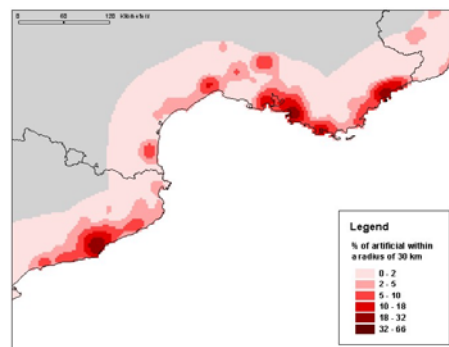 0 60 120 Kilometers
Legend
% of artificial within
a radius of 30 km
0 - 2
2 - 5
5 - 10
10 - 18
18 - 32
32 - 66